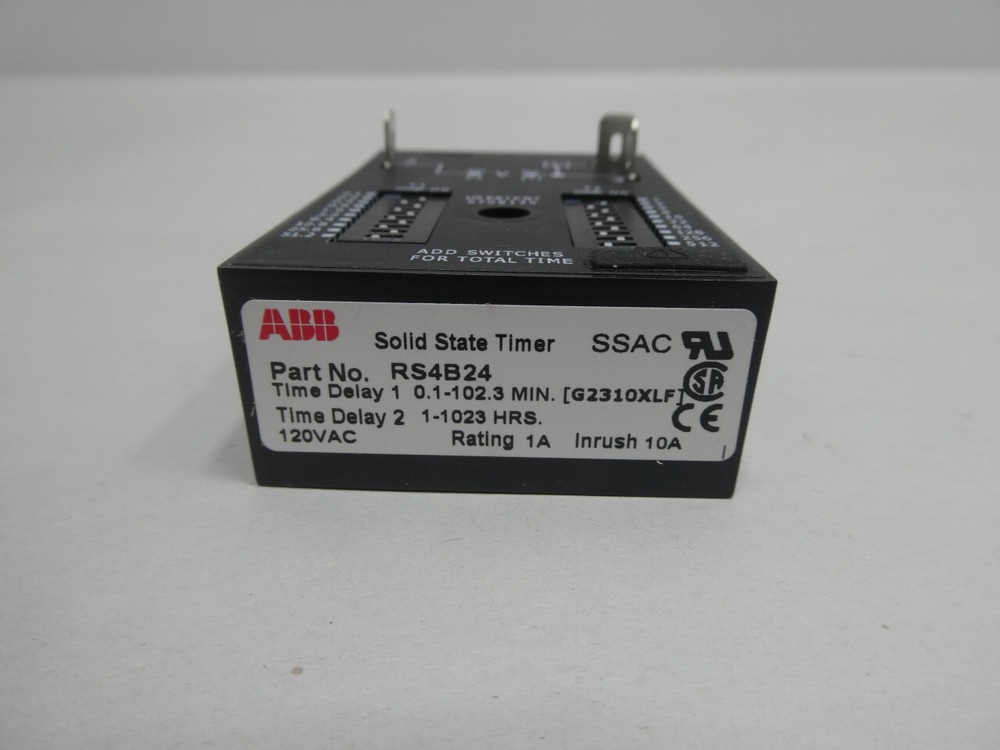 ADD SWITCHES
FOR TOTAL TIME
ABB Solid State Timer SSAC
Part No. RS4B24
Time Delay 1 0.1-102.3 MIN. [G2310XLF]
Time Delay 2 1-1023 HRS.
120VAC Rating 1A Inrush 10A